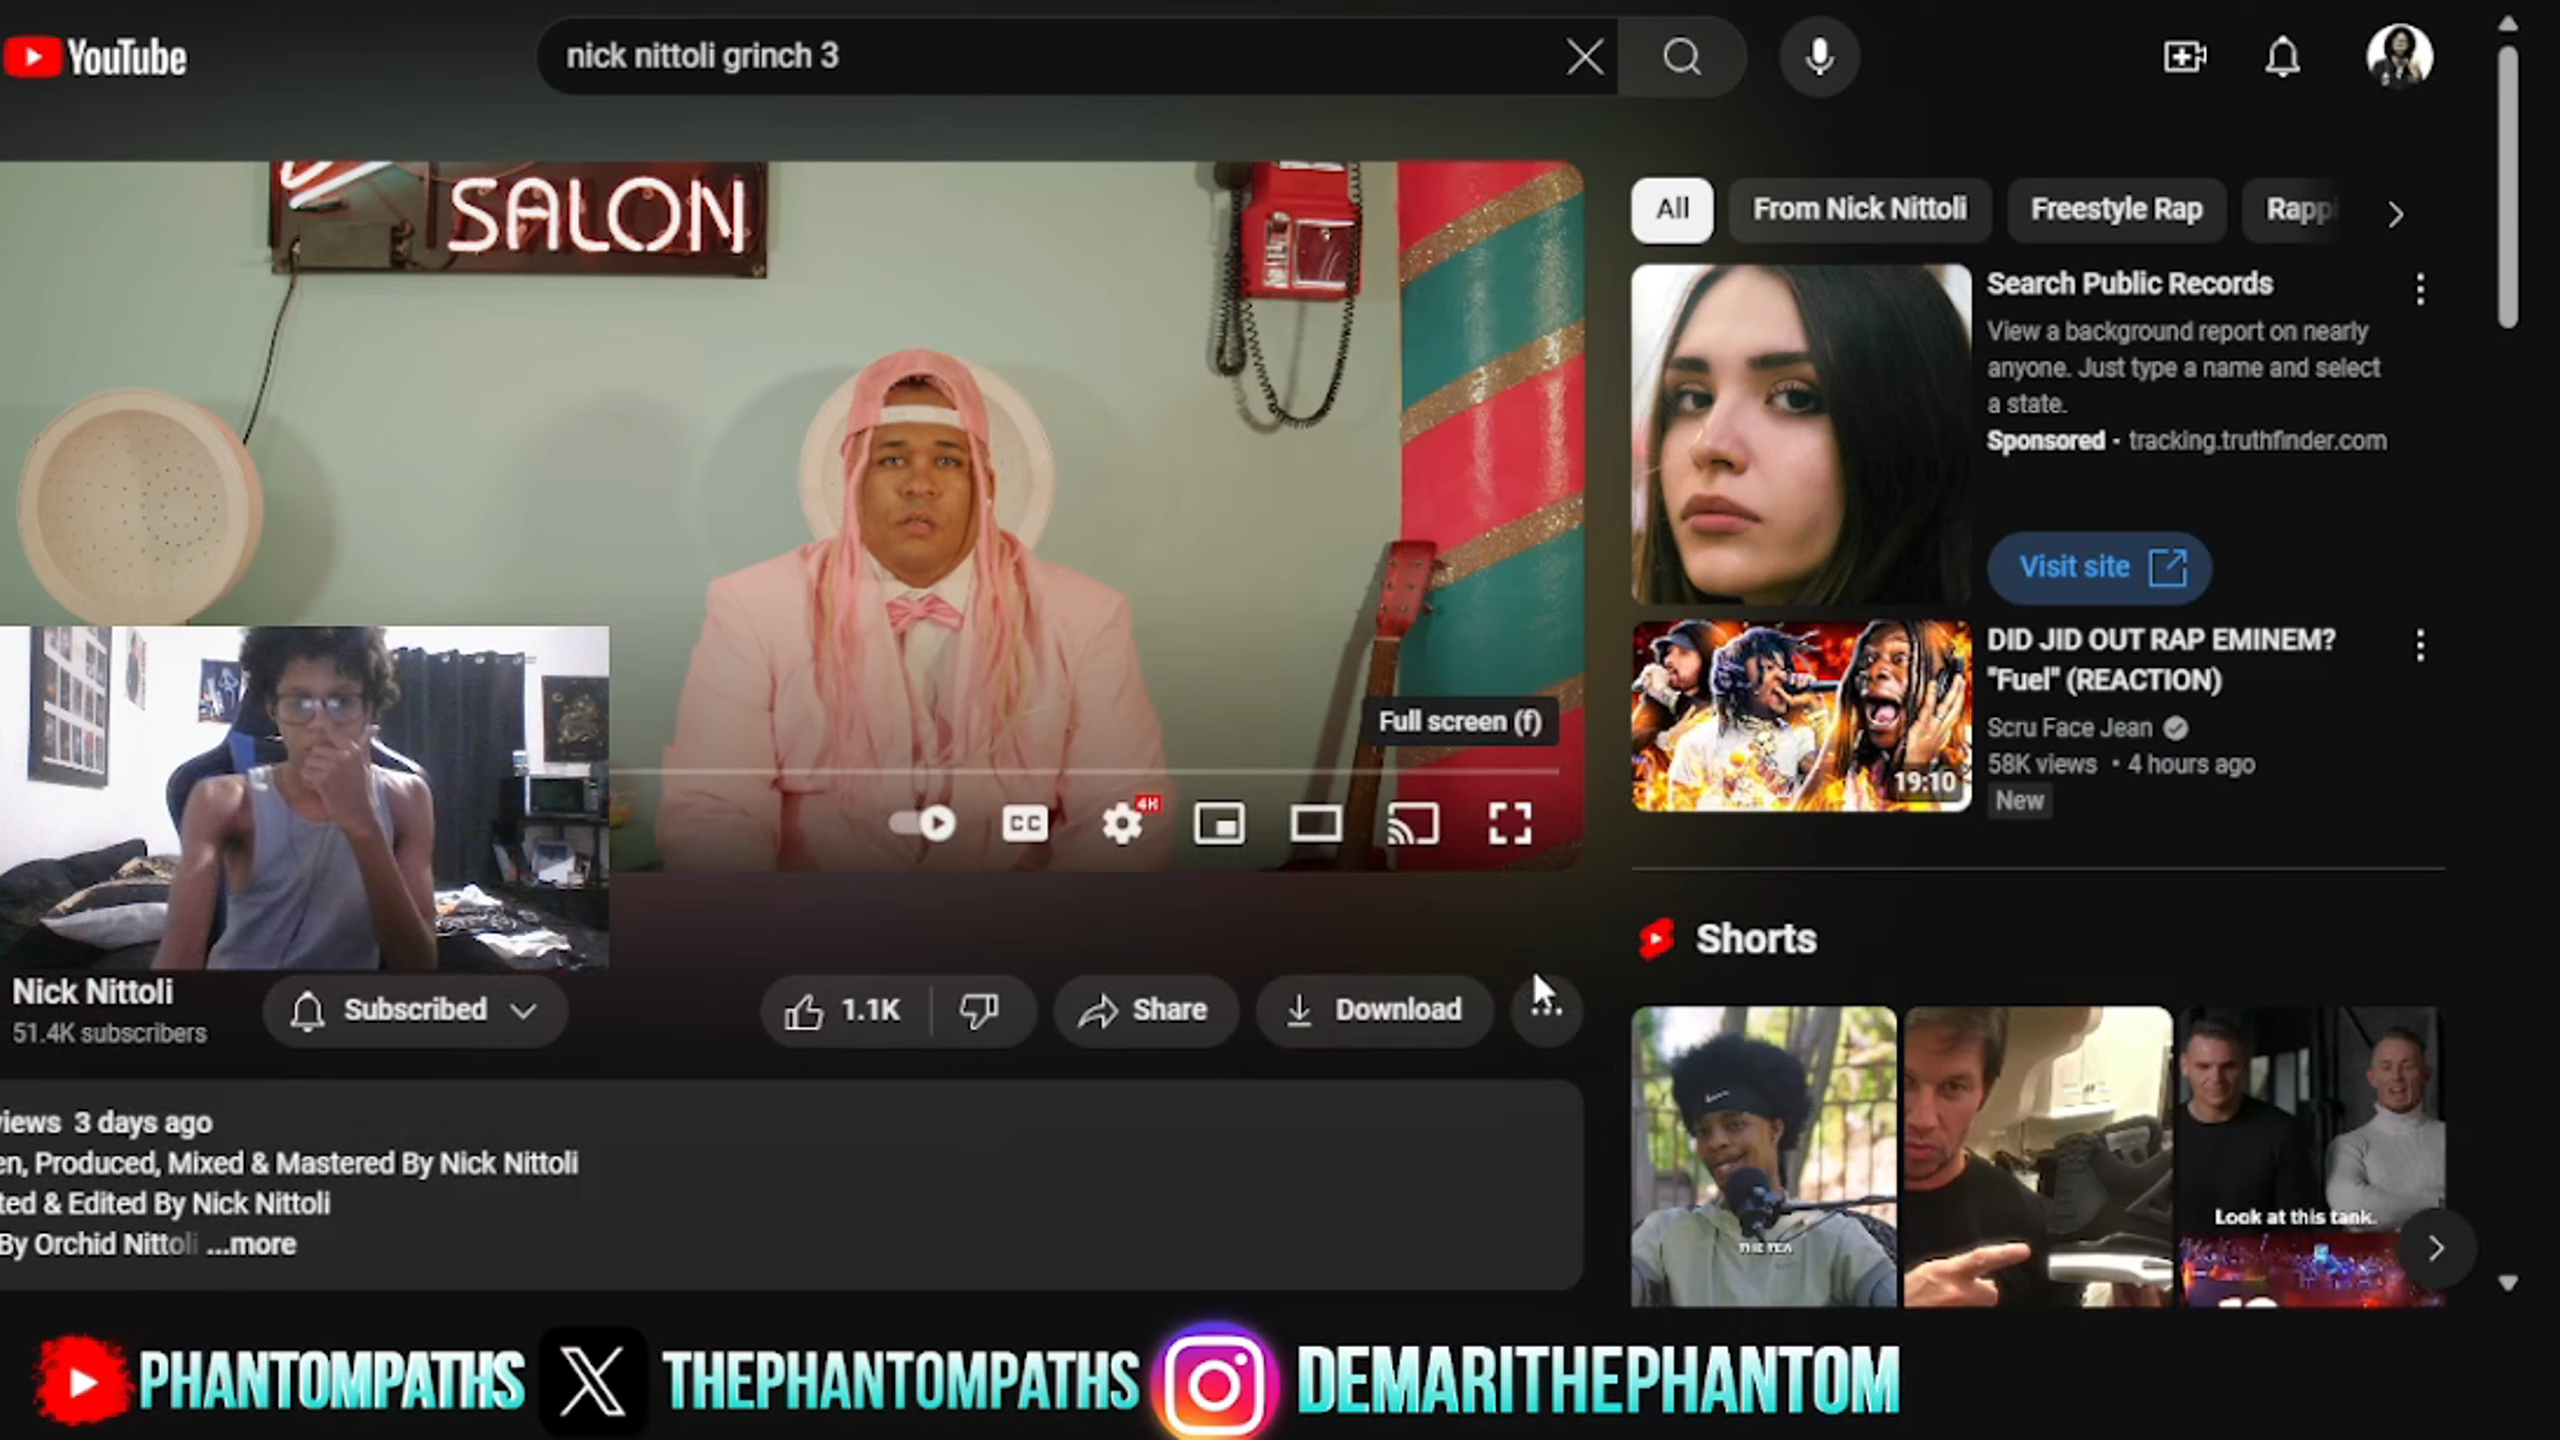 YouTube
nick nittoli grinch 3
SALON
All
From Nick Nittoli
Freestyle Rap
Search Public Records
View a background report on nearly
anyone. Just type a name and select
a state.
Sponsored · tracking.truthfinder.com
Visit site
DID JID OUT RAP EMINEM?
"Fuel" (REACTION)
Scru Face Jean
58K views • 4 hours ago
New
19:10
Full screen (f)
CC
4K
Nick Nittoli
51.4K subscribers
Subscribed
1.1K
Share
Download
3 days ago
Produced, Mixed & Mastered By Nick Nittoli
& Edited By Nick Nittoli
By Orchid Nittoli ...more
Shorts
THE TEA
Look at this tank.
PHANTOMPATHS
THEPHANTOMPATHS
DEMARITHEPHANTOM